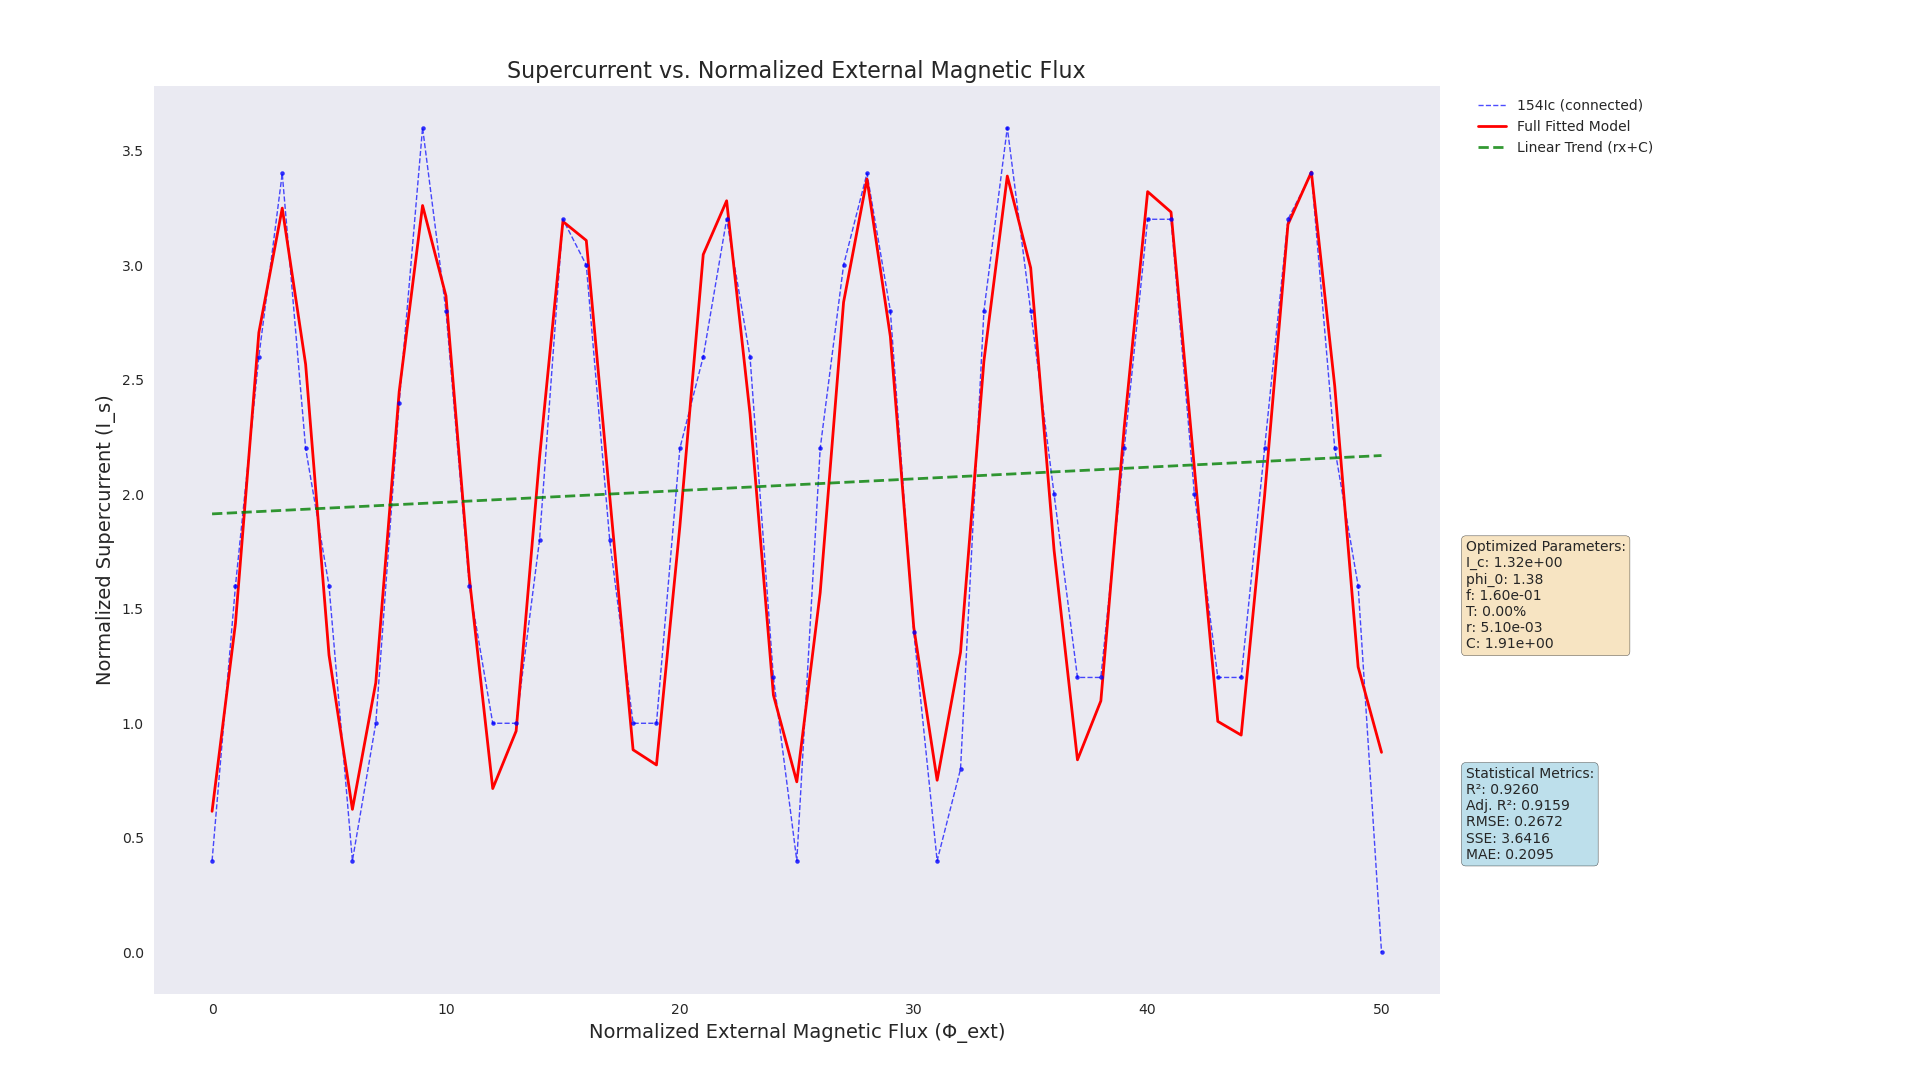 Supercurrent vs. Normalized External Magnetic Flux
154Ic (connected)
Full Fitted Model
Linear Trend (rx+C)
Normalized Supercurrent (I_s)
3.5
3.0
2.5
2.0
1.5
1.0
0.5
0.0
0
10
20
30
40
50
Normalized External Magnetic Flux (Φ_ext)
Optimized Parameters:
I_c: 1.32e+00
phi_0: 1.38
f: 1.60e-01
T: 0.00%
r: 5.10e-03
C: 1.91e+00
Statistical Metrics:
R²: 0.9260
Adj. R²: 0.9159
RMSE: 0.2672
SSE: 3.6416
MAE: 0.2095